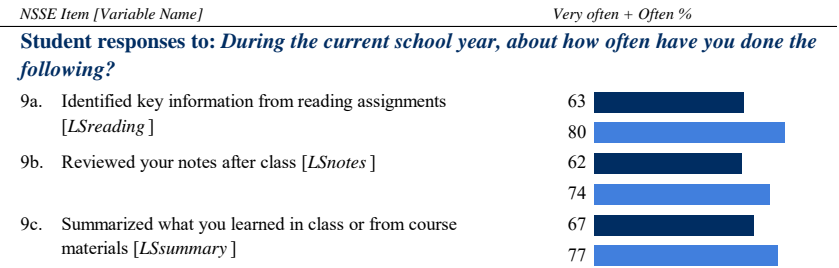 NSSE Item [Variable Name] Very often + Often %
Student responses to: During the current school year, about how often have you done the
following?
9a. Identified key information from reading assignments 63
[LSreading ] 80
9b. Reviewed your notes after class [LSnotes ] 62
74
9c. Summarized what you learned in class or from course 67
materials [LSsummary ] 77